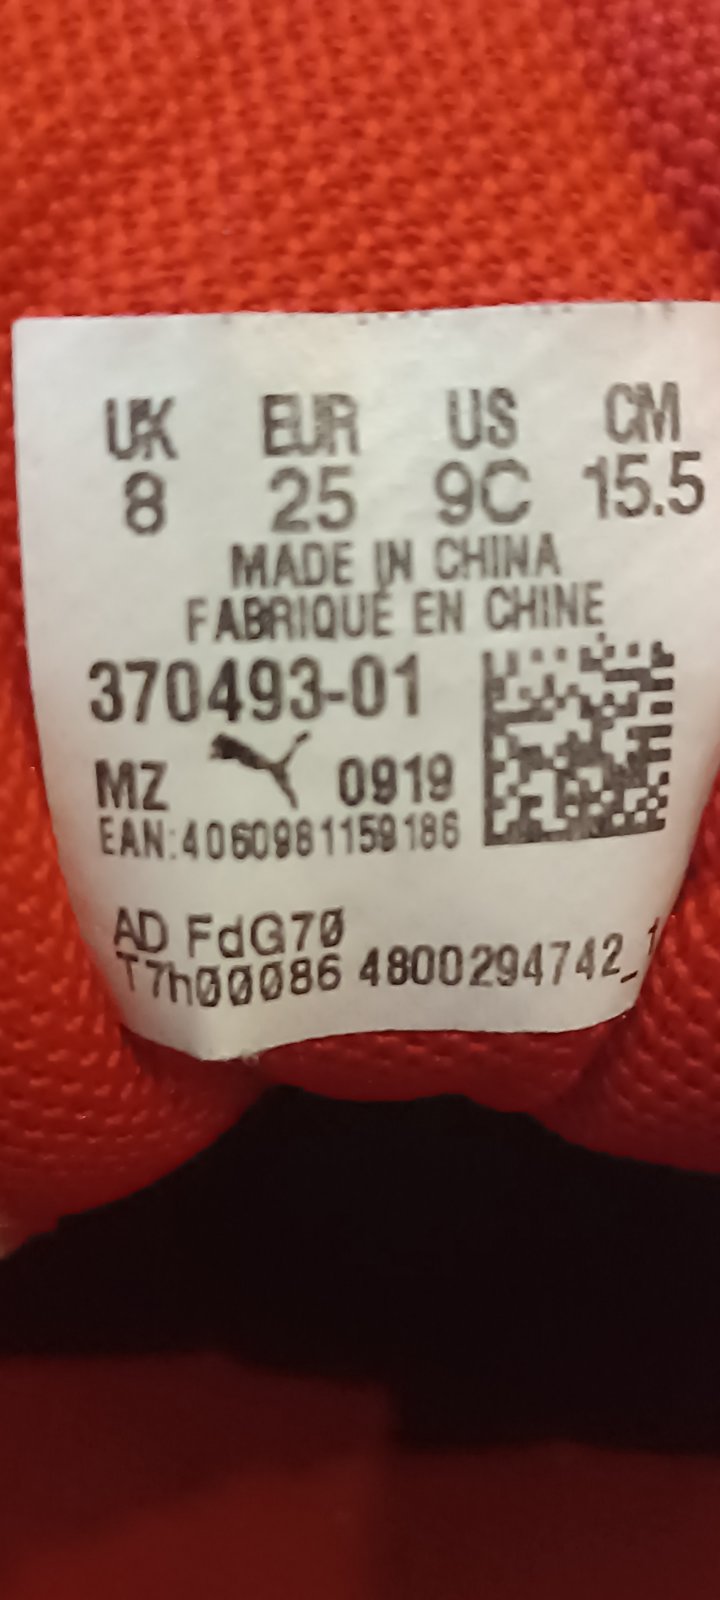 UK EUR US CM
8 25 9C 15.5
MADE IN CHINA
FABRIQUÉ EN CHINE
370493-01
MZ 0919
EAN:4060981159186
AD FdG70
T7h00086 4800294742_1